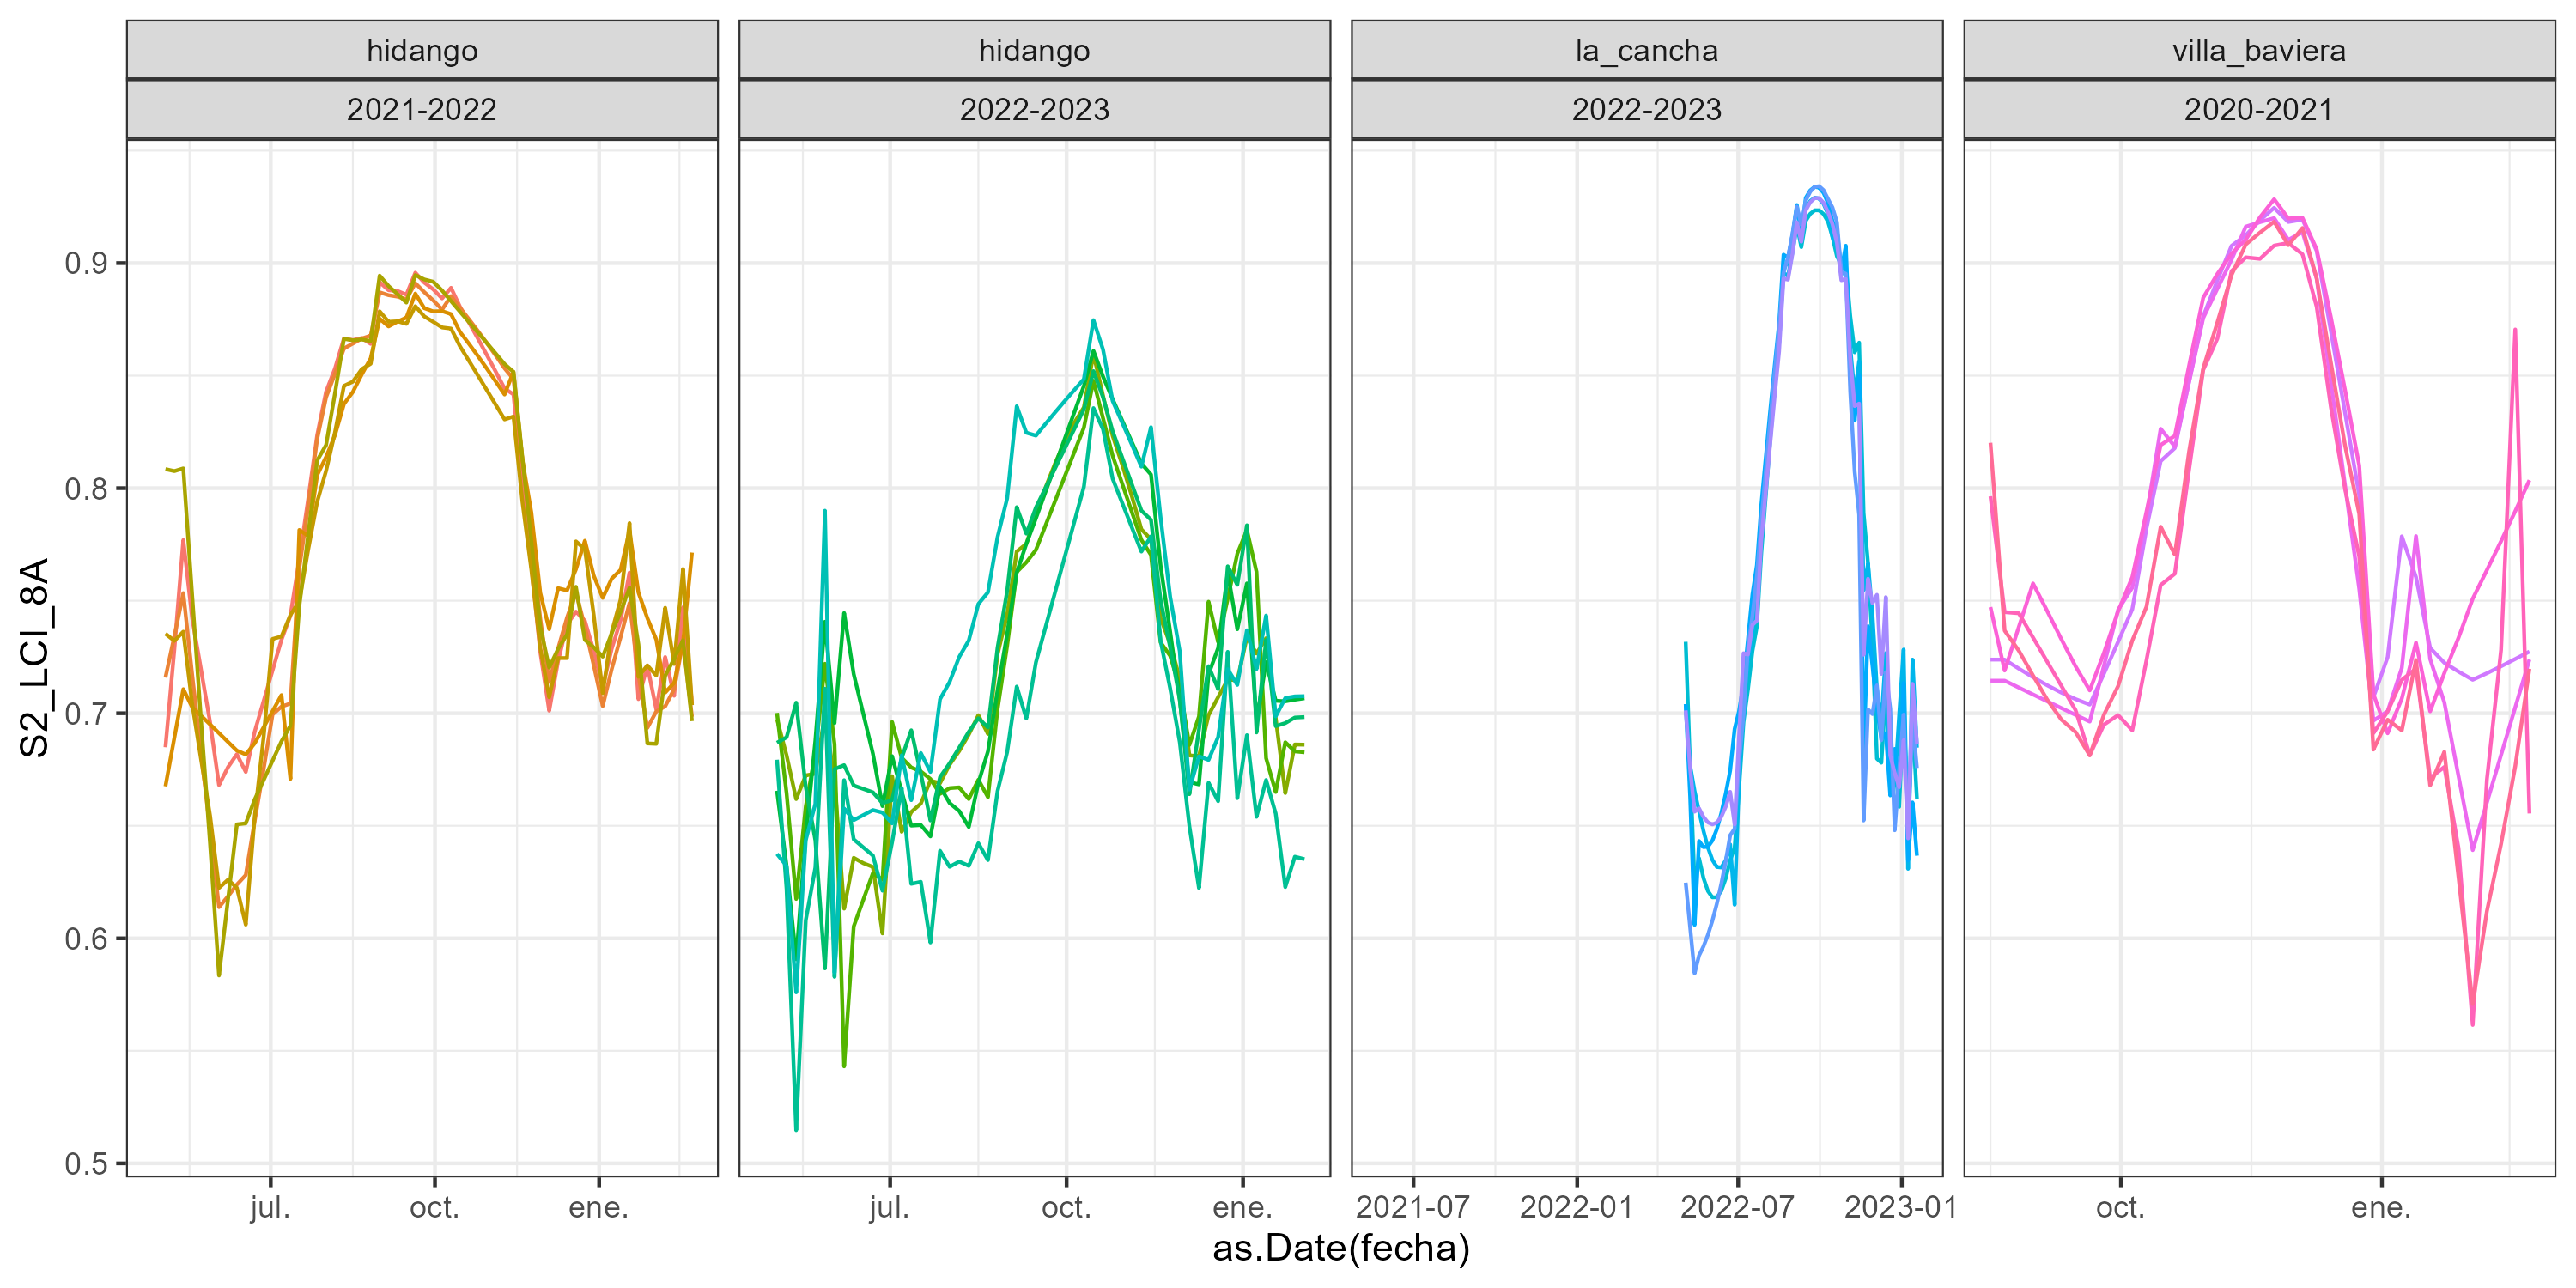 hidango hidango la_cancha villa_baviera
2021-2022 2022-2023 2022-2023 2020-2021
S2_LCI_8A
0.9
0.8
0.7
0.6
0.5
jul. oct. ene. jul. oct. ene. 2021-07 2022-01 2022-07 2023-01 oct. ene.
as.Date(fecha)